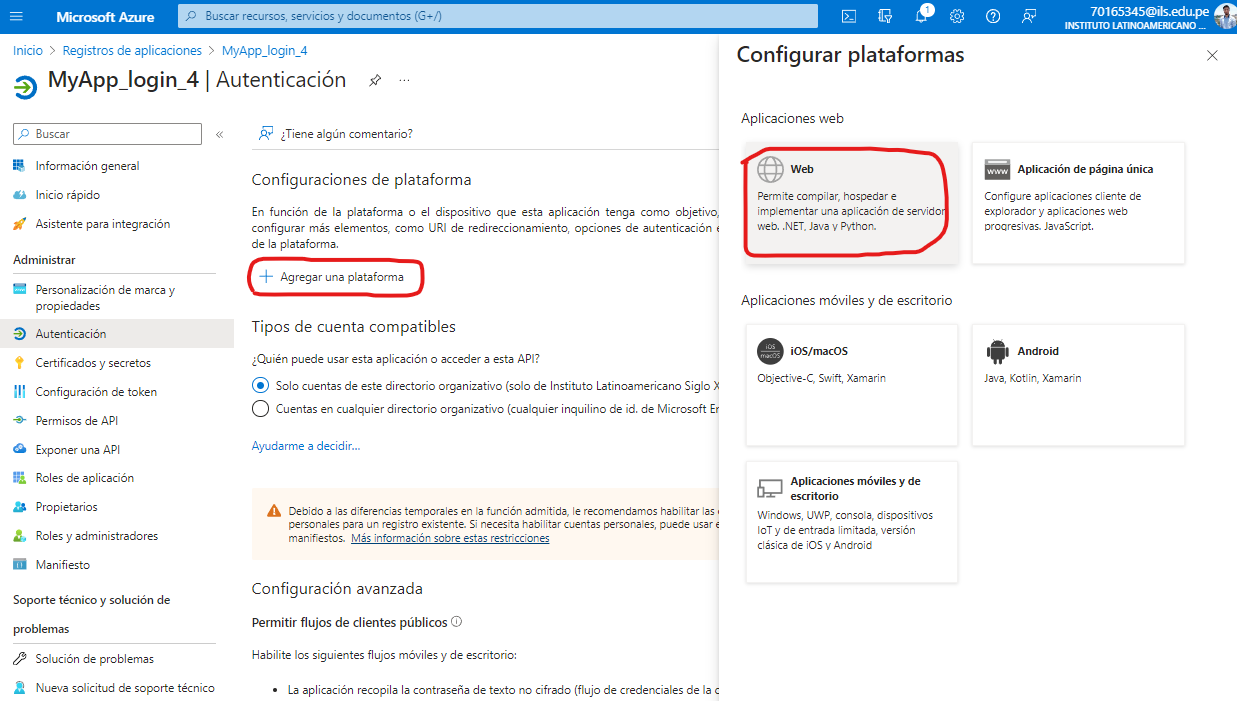 Microsoft Azure
Buscar recursos, servicios y documentos (G+/)
1
70165345@ils.edu.pe
INSTITUTO LATINOAMERICANO ...
Inicio > Registros de aplicaciones > MyApp_login_4
MyApp_login_4 | Autenticación
...
Buscar
«
Información general
Inicio rápido
Asistente para integración
Administrar
Personalización de marca y
propiedades
Autenticación
Certificados y secretos
Configuración de token
Permisos de API
Exponer una API
Roles de aplicación
Propietarios
Roles y administradores
Manifiesto
Soporte técnico y solución de
problemas
Solución de problemas
Nueva solicitud de soporte técnico
¿Tiene algún comentario?
Configuraciones de plataforma
En función de la plataforma o el dispositivo que esta aplicación tenga como objetivo,
configurar más elementos, como URI de redireccionamiento, opciones de autenticación e
de la plataforma.
+ Agregar una plataforma
Tipos de cuenta compatibles
¿Quién puede usar esta aplicación o acceder a esta API?
Solo cuentas de este directorio organizativo (solo de Instituto Latinoamericano Siglo X
Cuentas en cualquier directorio organizativo (cualquier inquilino de id. de Microsoft En
Ayudarme a decidir...
Debido a las diferencias temporales en la función admitida, le recomendamos habilitar las
personales para un registro existente. Si necesita habilitar cuentas personales, puede usar e
manifiestos. Más información sobre estas restricciones
Configuración avanzada
Permitir flujos de clientes públicos
Habilite los siguientes flujos móviles y de escritorio:
• La aplicación recopila la contraseña de texto no cifrado (flujo de credenciales de la c
Configurar plataformas
Aplicaciones web
Web
Permite compilar, hospedar e
implementar una aplicación de servidor
web. .NET, Java y Python.
www
Aplicación de página única
Configure aplicaciones cliente de
explorador y aplicaciones web
progresivas. JavaScript.
Aplicaciones móviles y de escritorio
iOS
macOS
iOS/macOS
Objective-C, Swift, Xamarin
Android
Java, Kotlin, Xamarin
Aplicaciones móviles y de
escritorio
Windows, UWP, consola, dispositivos
IoT y de entrada limitada, versión
clásica de iOS y Android